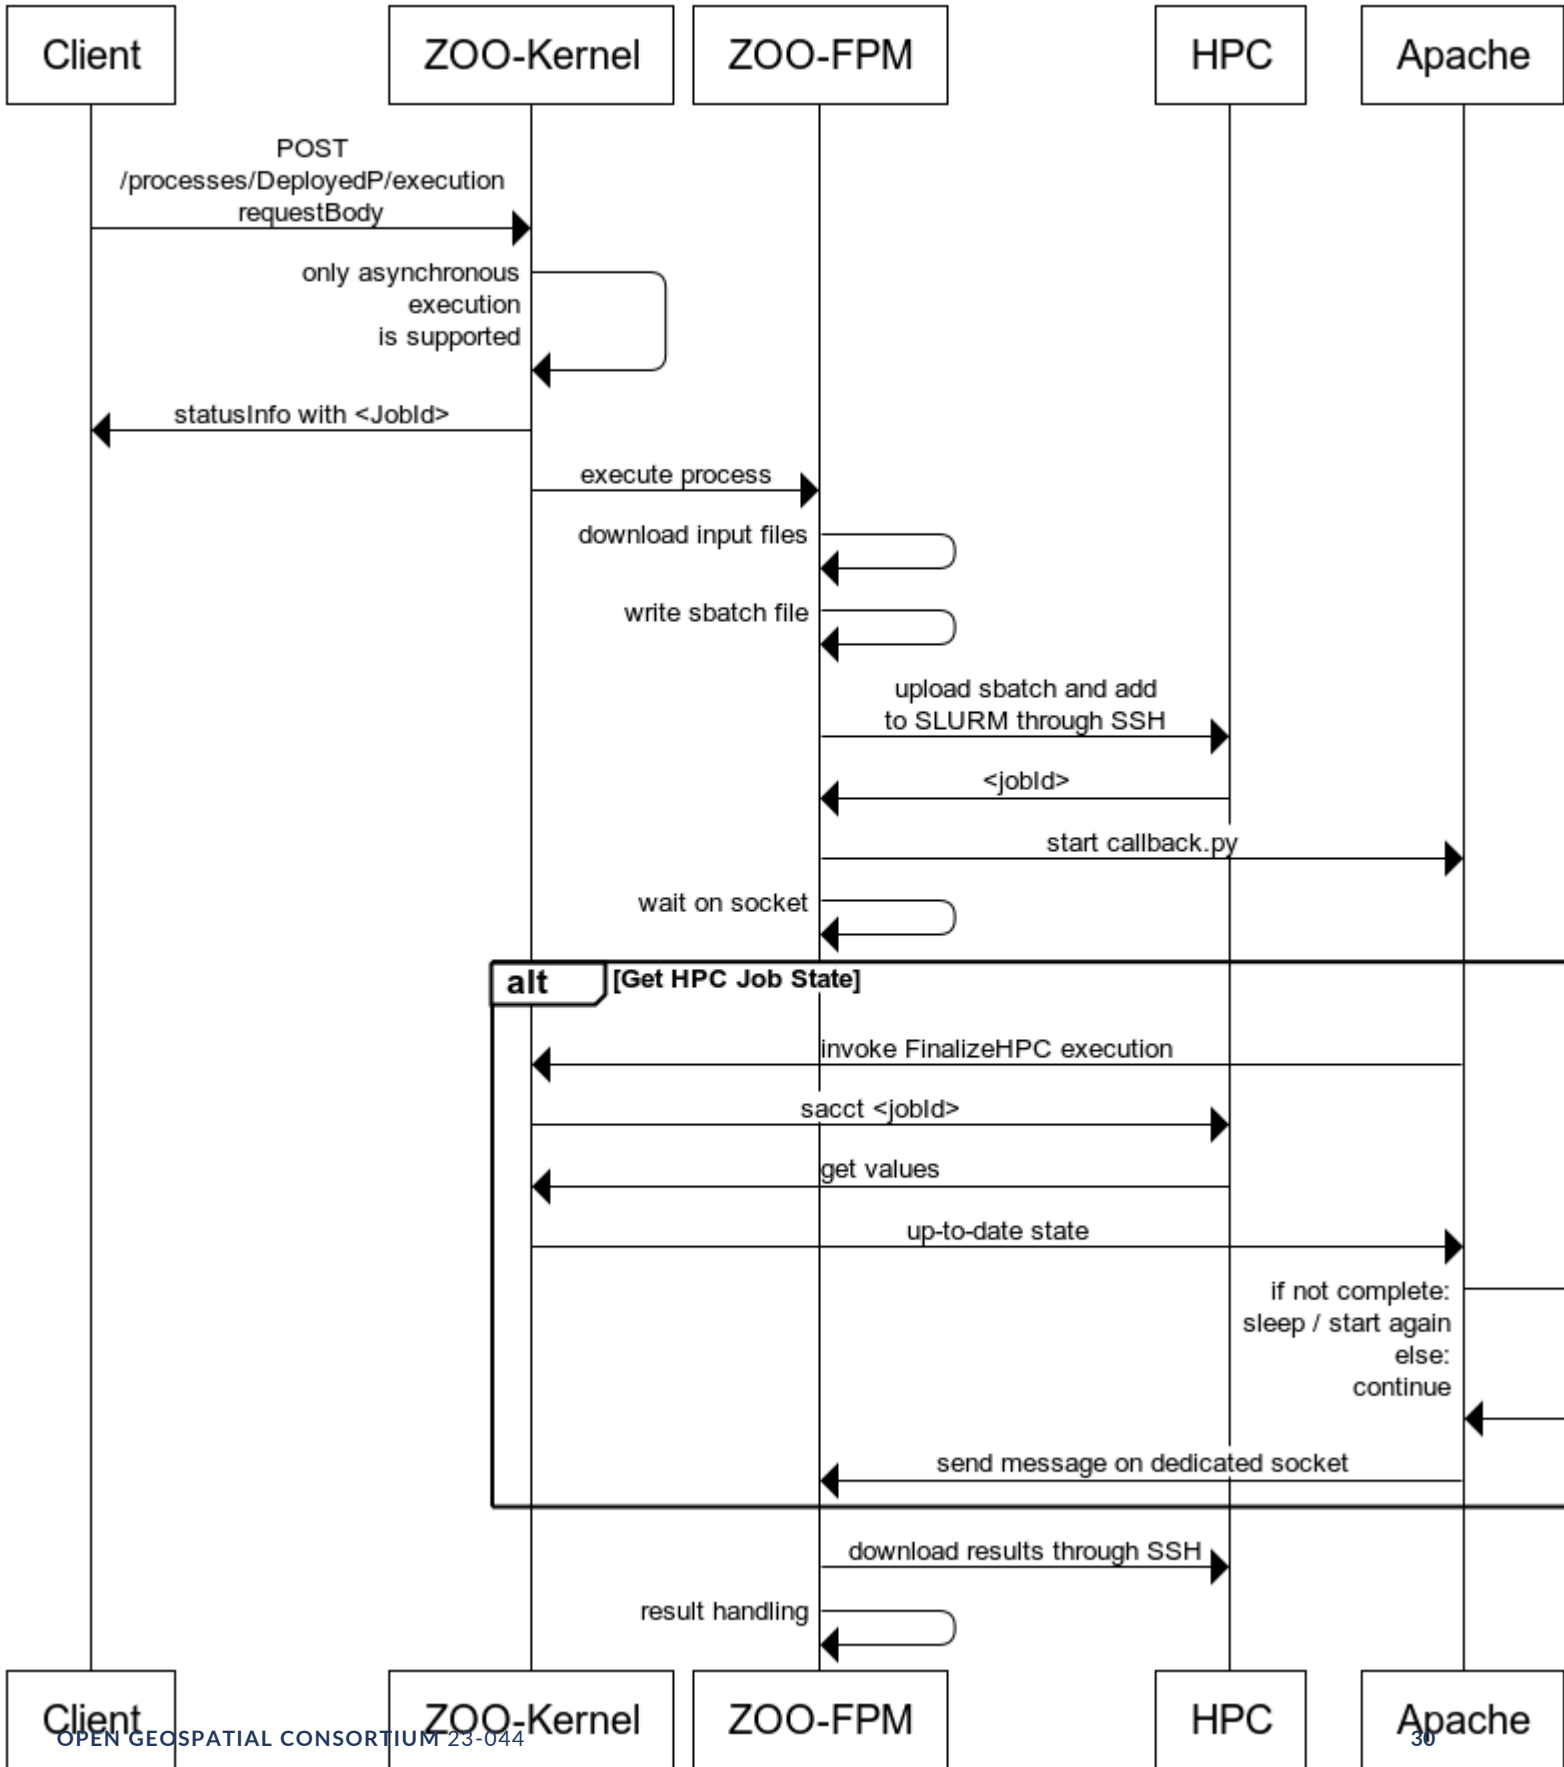 Client
ZOO-Kernel
ZOO-FPM
HPC
Apache
POST
/processes/DeployedP/execution
requestBody
only asynchronous
execution
is supported
statusInfo with <JobId>
execute process
download input files
write sbatch file
upload sbatch and add
to SLURM through SSH
<jobId>
start callback.py
wait on socket
alt [Get HPC Job State]
invoke FinalizeHPC execution
sacct <jobId>
get values
up-to-date state
if not complete:
sleep / start again
else:
continue
send message on dedicated socket
download results through SSH
result handling
Client
ZOO-Kernel
ZOO-FPM
HPC
Apache
OPEN GEOSPATIAL CONSORTIUM 23-044
30